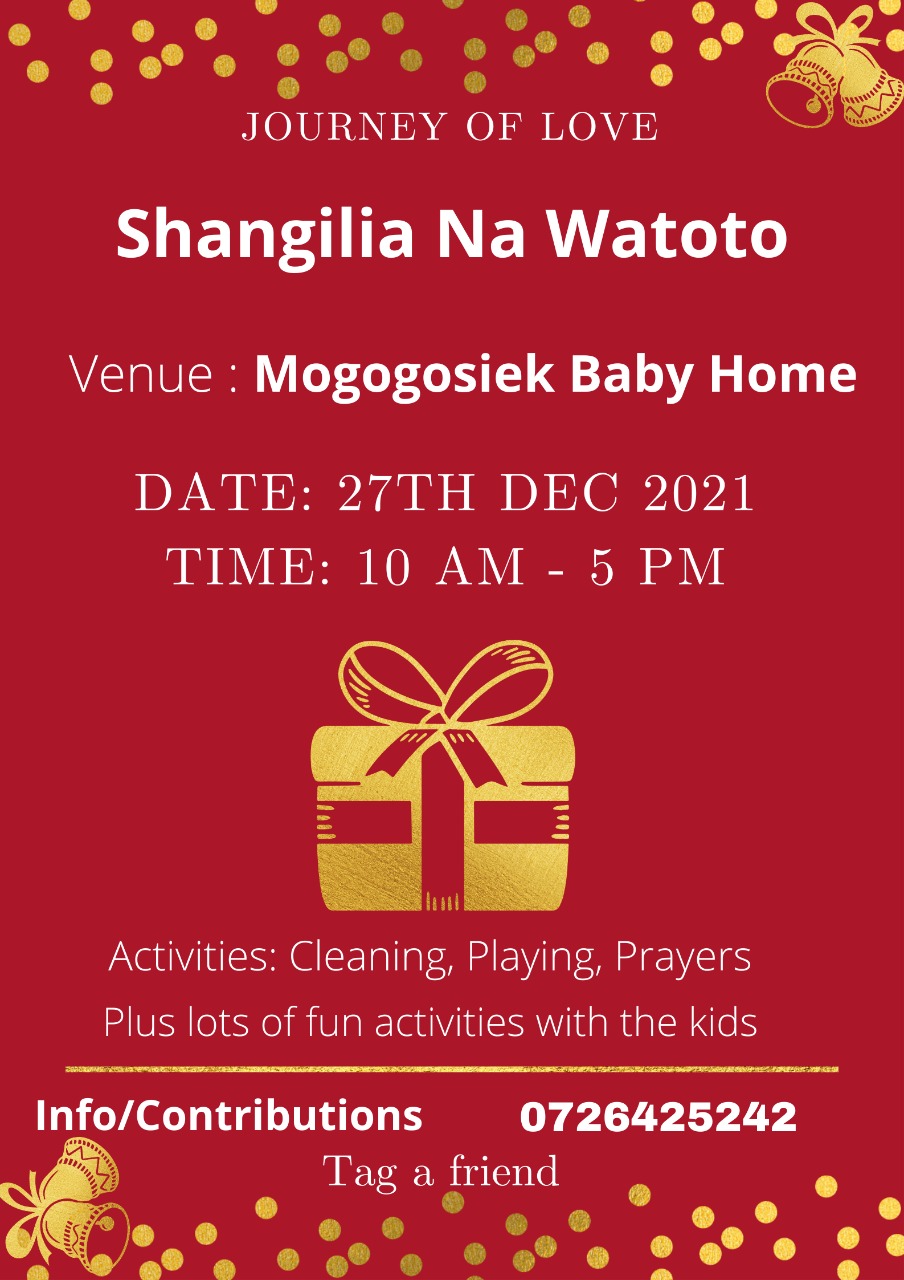 JOURNEY OF LOVE
Shangilia Na Watoto
Venue : Mogogosiek Baby Home
DATE: 27TH DEC 2021
TIME: 10 AM - 5 PM
Activities: Cleaning, Playing, Prayers
Plus lots of fun activities with the kids
Info/Contributions 0726425242
Tag a friend